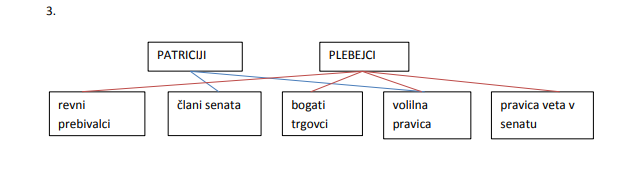 3.
PATRICIJI
PLEBEJCI
revni
prebivalci
člani senata
bogati
trgovci
volilna
pravica
pravica veta v
senatu